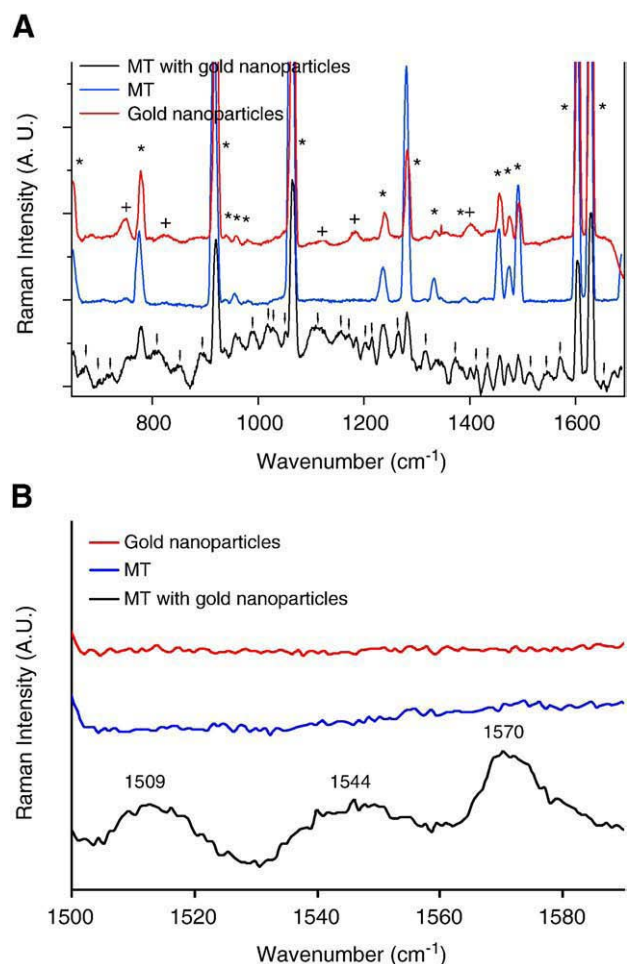 A
MT with gold nanoparticles
MT
Gold nanoparticles
Raman Intensity (A. U.)
* + * + * * * * * + + * * * * + * * * * *
800 1000 1200 1400 1600
Wavenumber (cm-1)
B
Gold nanoparticles
MT
MT with gold nanoparticles
Raman Intensity (A.U.)
1509
1544
1570
1500 1520 1540 1560 1580
Wavenumber (cm-1)